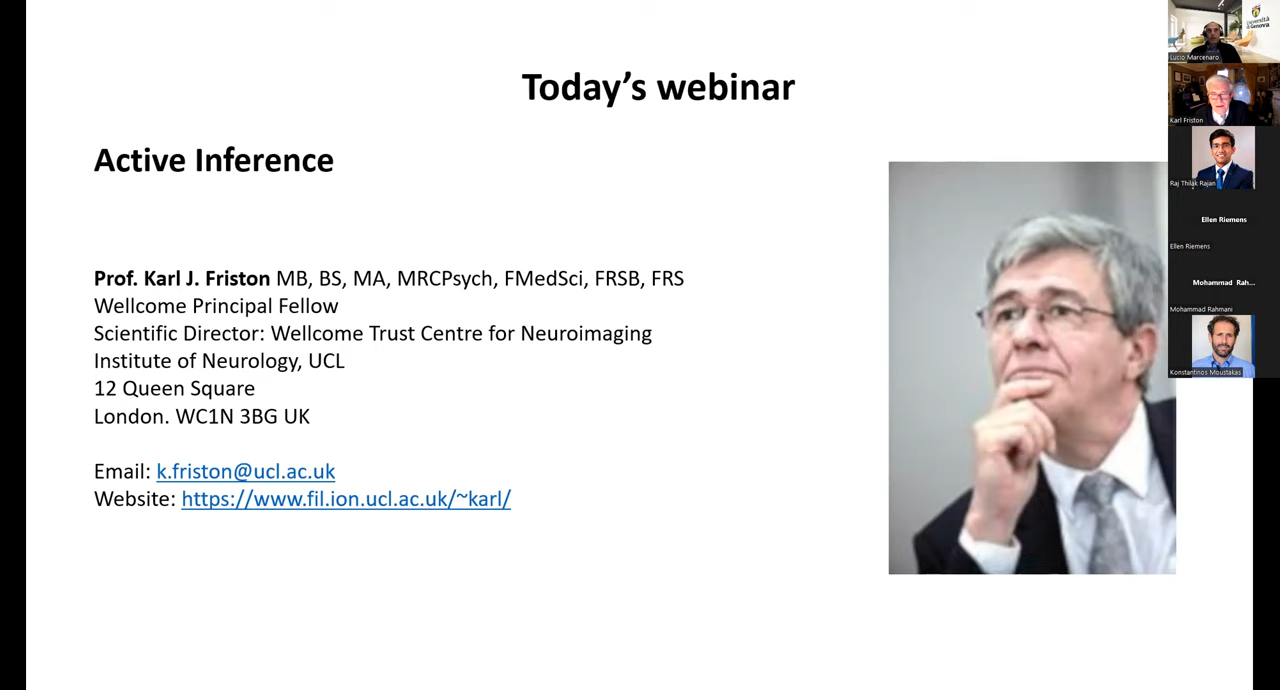 Today's webinar
Active Inference
Prof. Karl J. Friston MB, BS, MA, MRCPsych, FMedSci, FRSB, FRS
Wellcome Principal Fellow
Scientific Director: Wellcome Trust Centre for Neuroimaging
Institute of Neurology, UCL
12 Queen Square
London. WC1N 3BG UK
Email: k.friston@ucl.ac.uk
Website: https://www.fil.ion.ucl.ac.uk/~karl/
Università
di Genova
Lucio Marcenaro
Karl Friston
Raj Thilak Rajan
Ellen Riemens
Ellen Riemens
Mohammad Rah...
Mohammad Rahmani
Konstantinos Moustakas